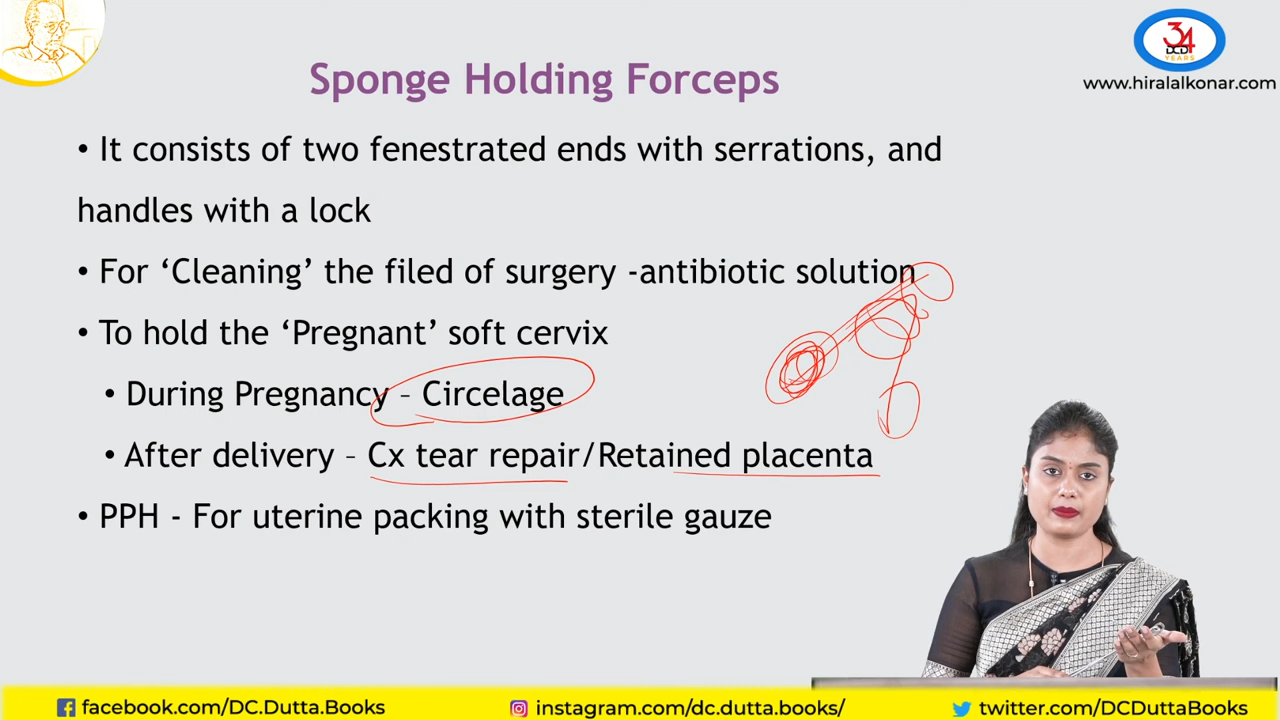 34
DCD
YEARS
www.hiralalkonar.com
Sponge Holding Forceps
• It consists of two fenestrated ends with serrations, and
handles with a lock
• For ‘Cleaning’ the filed of surgery -antibiotic solution
• To hold the ‘Pregnant’ soft cervix
• During Pregnancy – Circelage
• After delivery – Cx tear repair/Retained placenta
• PPH - For uterine packing with sterile gauze
facebook.com/DC.Dutta.Books
instagram.com/dc.dutta.books/
twitter.com/DCDuttaBooks